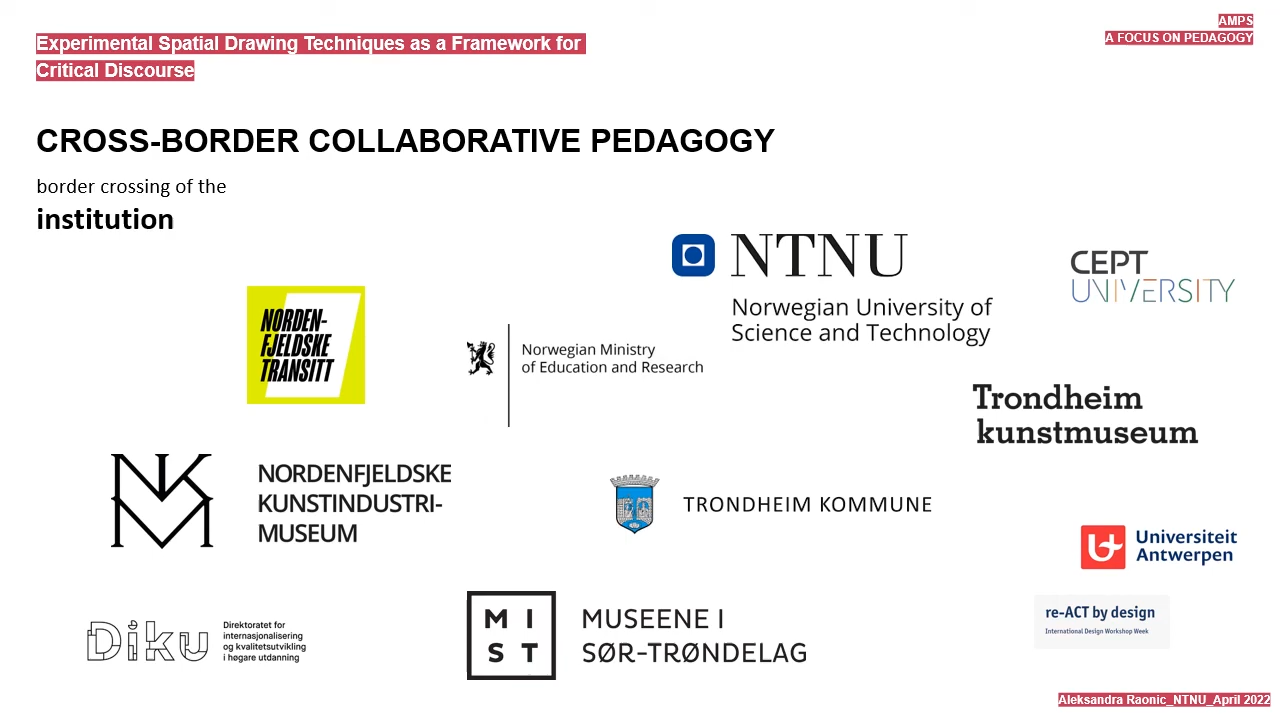 Experimental Spatial Drawing Techniques as a Framework for
Critical Discourse
AMPS
A FOCUS ON PEDAGOGY
CROSS-BORDER COLLABORATIVE PEDAGOGY
border crossing of the
institution
NTNU
Norwegian University of
Science and Technology
CEPT
UNIVERSITY
NORDEN-
FJELDSKE
TRANSITT
Norwegian Ministry
of Education and Research
Trondheim
kunstmuseum
NKM
NORDENFJELDSKE
KUNSTINDUSTRI-
MUSEUM
TRONDHEIM KOMMUNE
Universiteit
Antwerpen
re-ACT by design
International Design Workshop Week
Diku
Direktoratet for
internasjonalisering
og kvalitetsutvikling
i høgare utdanning
M I
S T
MUSEENE I
SØR-TRØNDELAG
Aleksandra Raonic_NTNU_April 2022